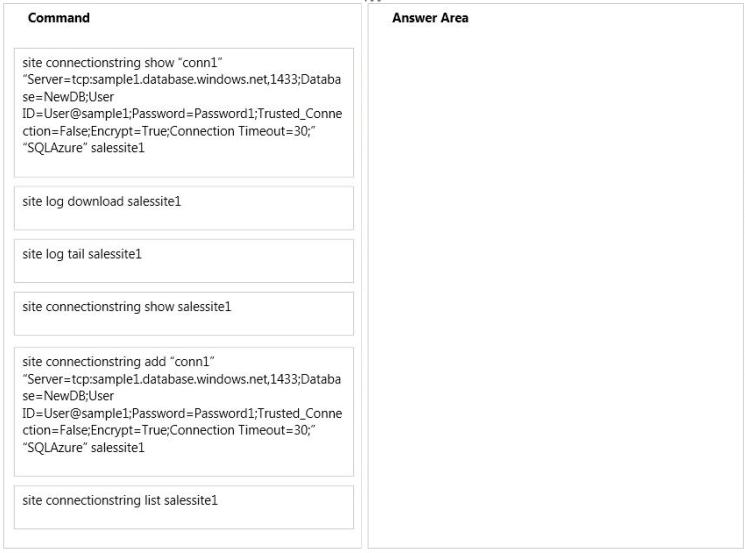 Command
Answer Area
site connectionstring show “conn1”
“Server=tcp:sample1.database.windows.net,1433;Databa
se=NewDB;User
ID=User@sample1;Password=Password1;Trusted_Conne
ction=False;Encrypt=True;Connection Timeout=30;”
“SQLAzure” salessite1
site log download salessite1
site log tail salessite1
site connectionstring show salessite1
site connectionstring add “conn1”
“Server=tcp:sample1.database.windows.net,1433;Databa
se=NewDB;User
ID=User@sample1;Password=Password1;Trusted_Conne
ction=False;Encrypt=True;Connection Timeout=30;”
“SQLAzure” salessite1
site connectionstring list salessite1